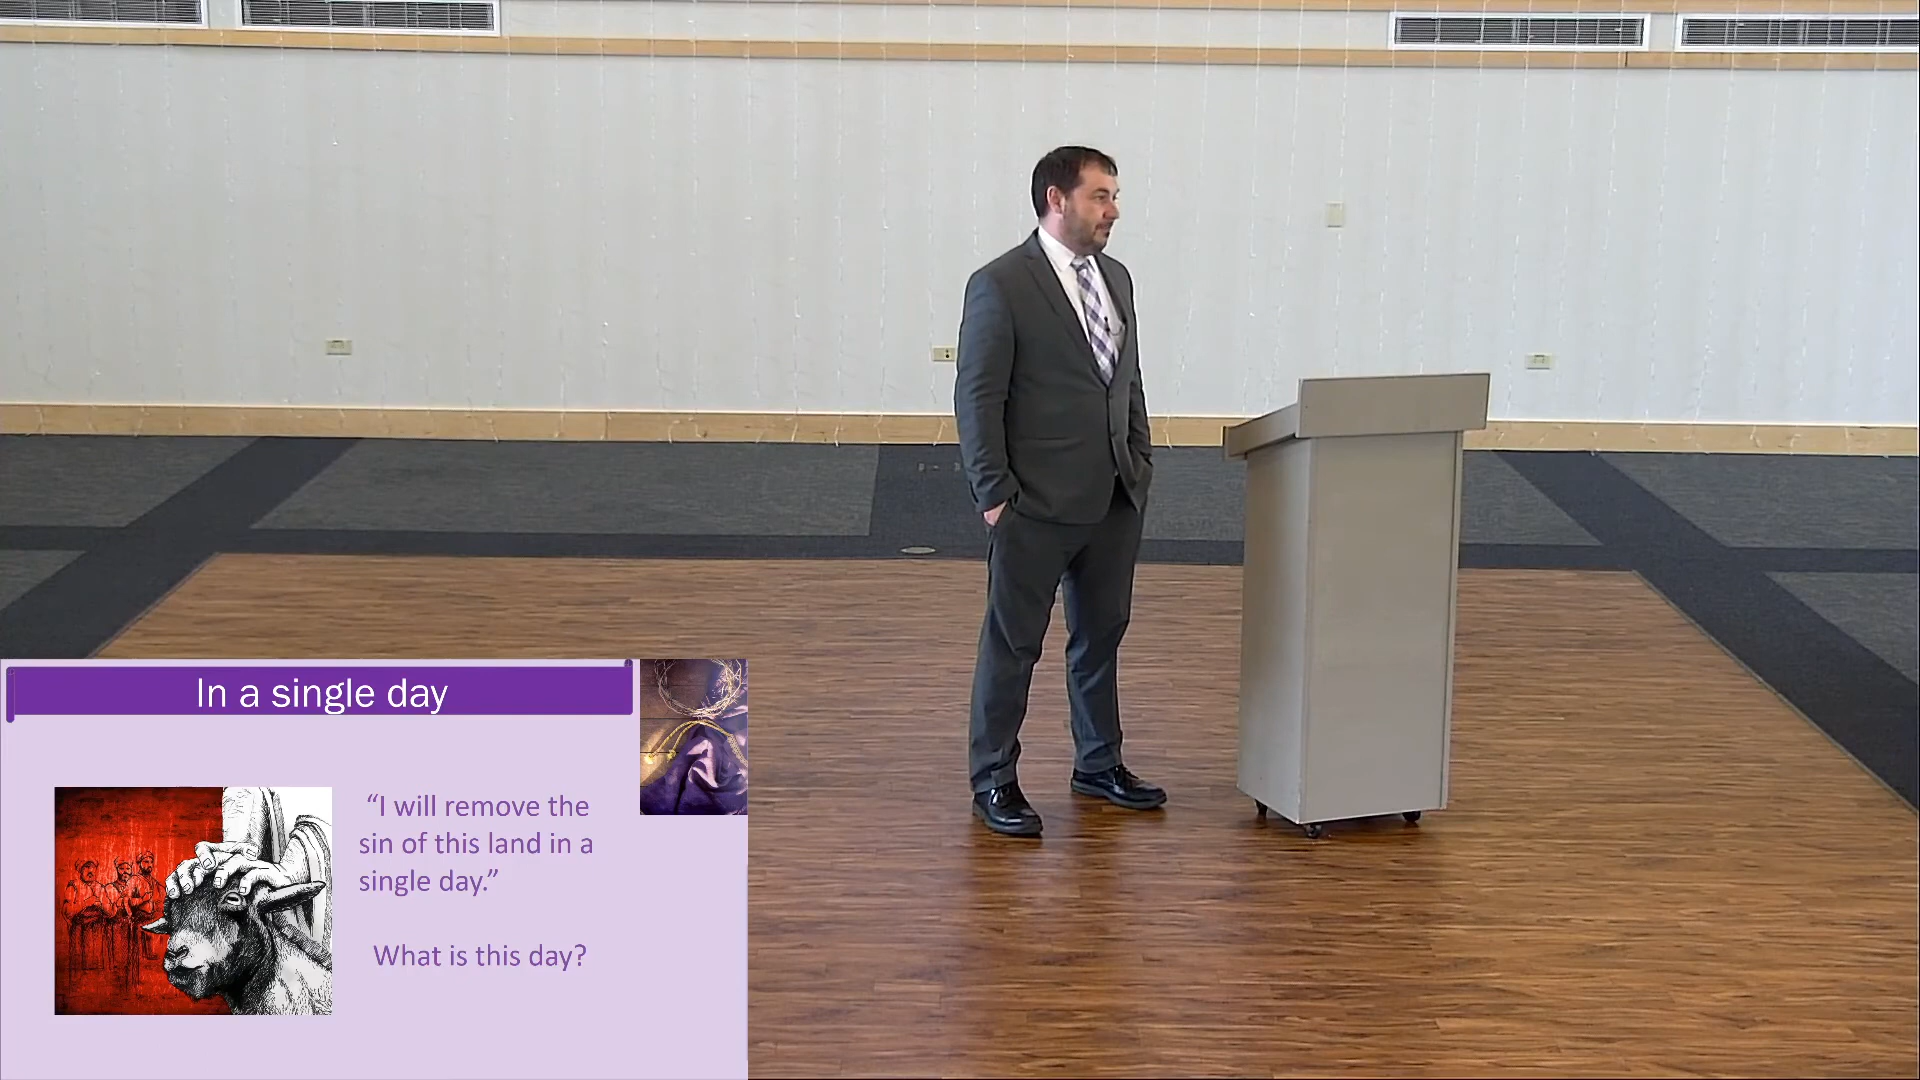 In a single day
“I will remove the
sin of this land in a
single day.”
What is this day?